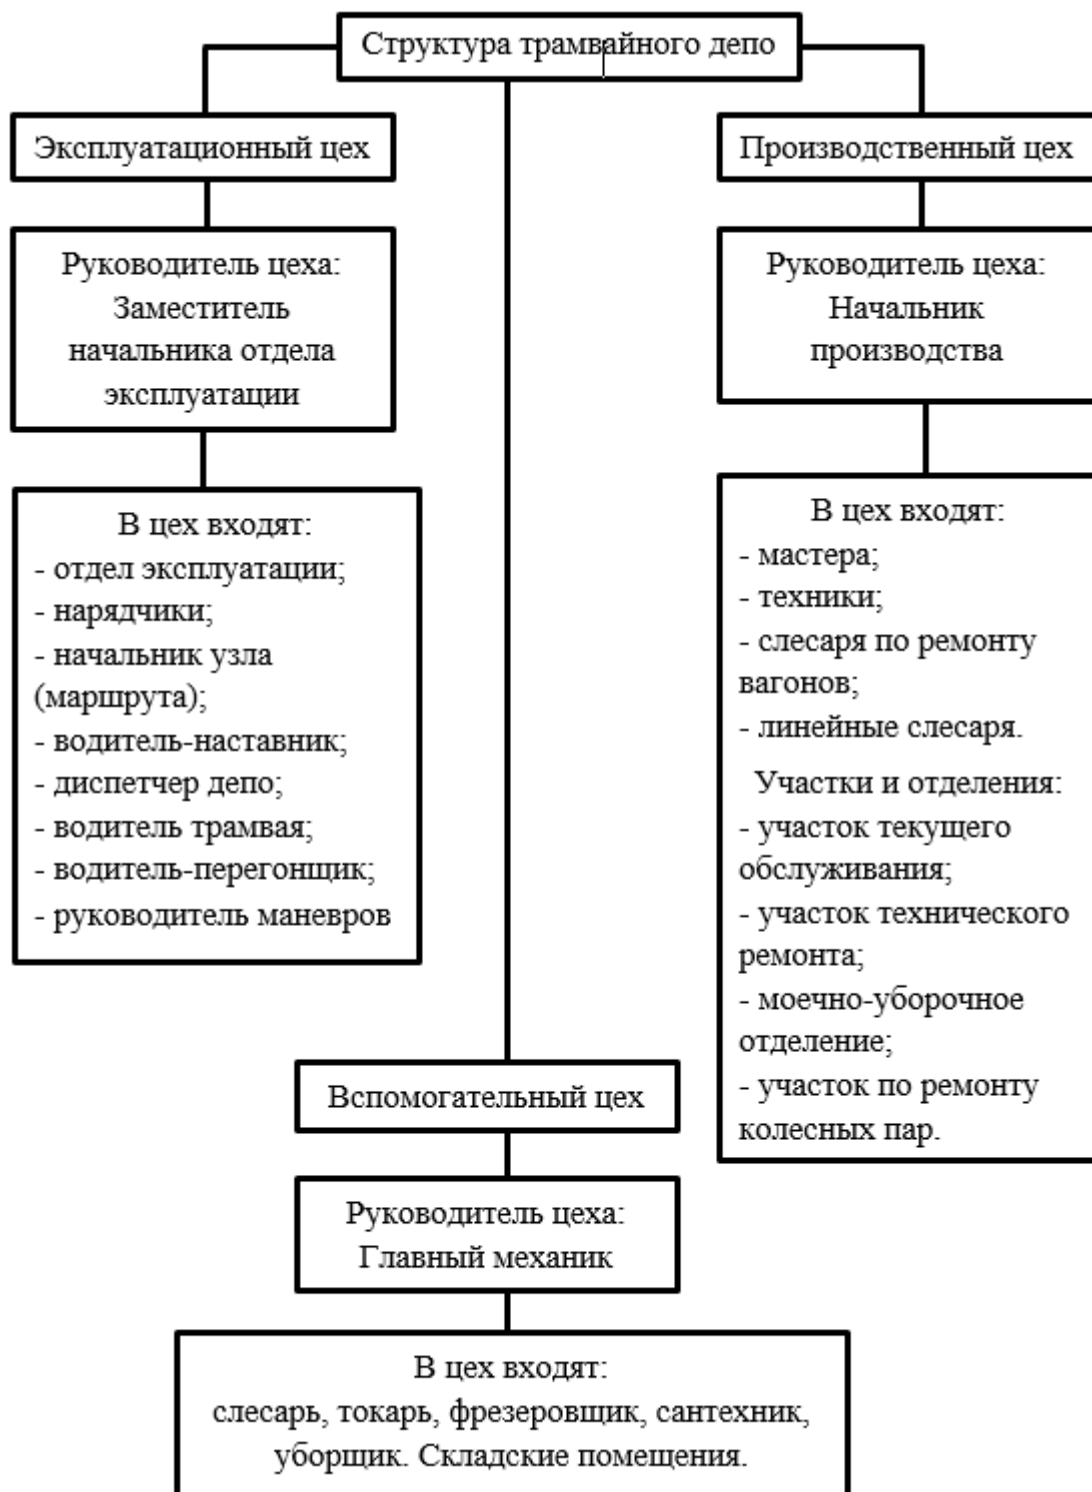 Структура трамвайного депо
Эксплуатационный цех
Руководитель цеха:
Заместитель
начальника отдела
эксплуатации
В цех входят:
- отдел эксплуатации;
- нарядчики;
- начальник узла
(маршрута);
- водитель-наставник;
- диспетчер депо;
- водитель трамвая;
- водитель-перегонщик;
- руководитель маневров
Производственный цех
Руководитель цеха:
Начальник
производства
В цех входят:
- мастера;
- техники;
- слесаря по ремонту
вагонов;
- линейные слесаря.
Участки и отделения:
- участок текущего
обслуживания;
- участок технического
ремонта;
- моечно-уборочное
отделение;
- участок по ремонту
колесных пар.
Вспомогательный цех
Руководитель цеха:
Главный механик
В цех входят:
слесарь, токарь, фрезеровщик, сантехник,
уборщик. Складские помещения.